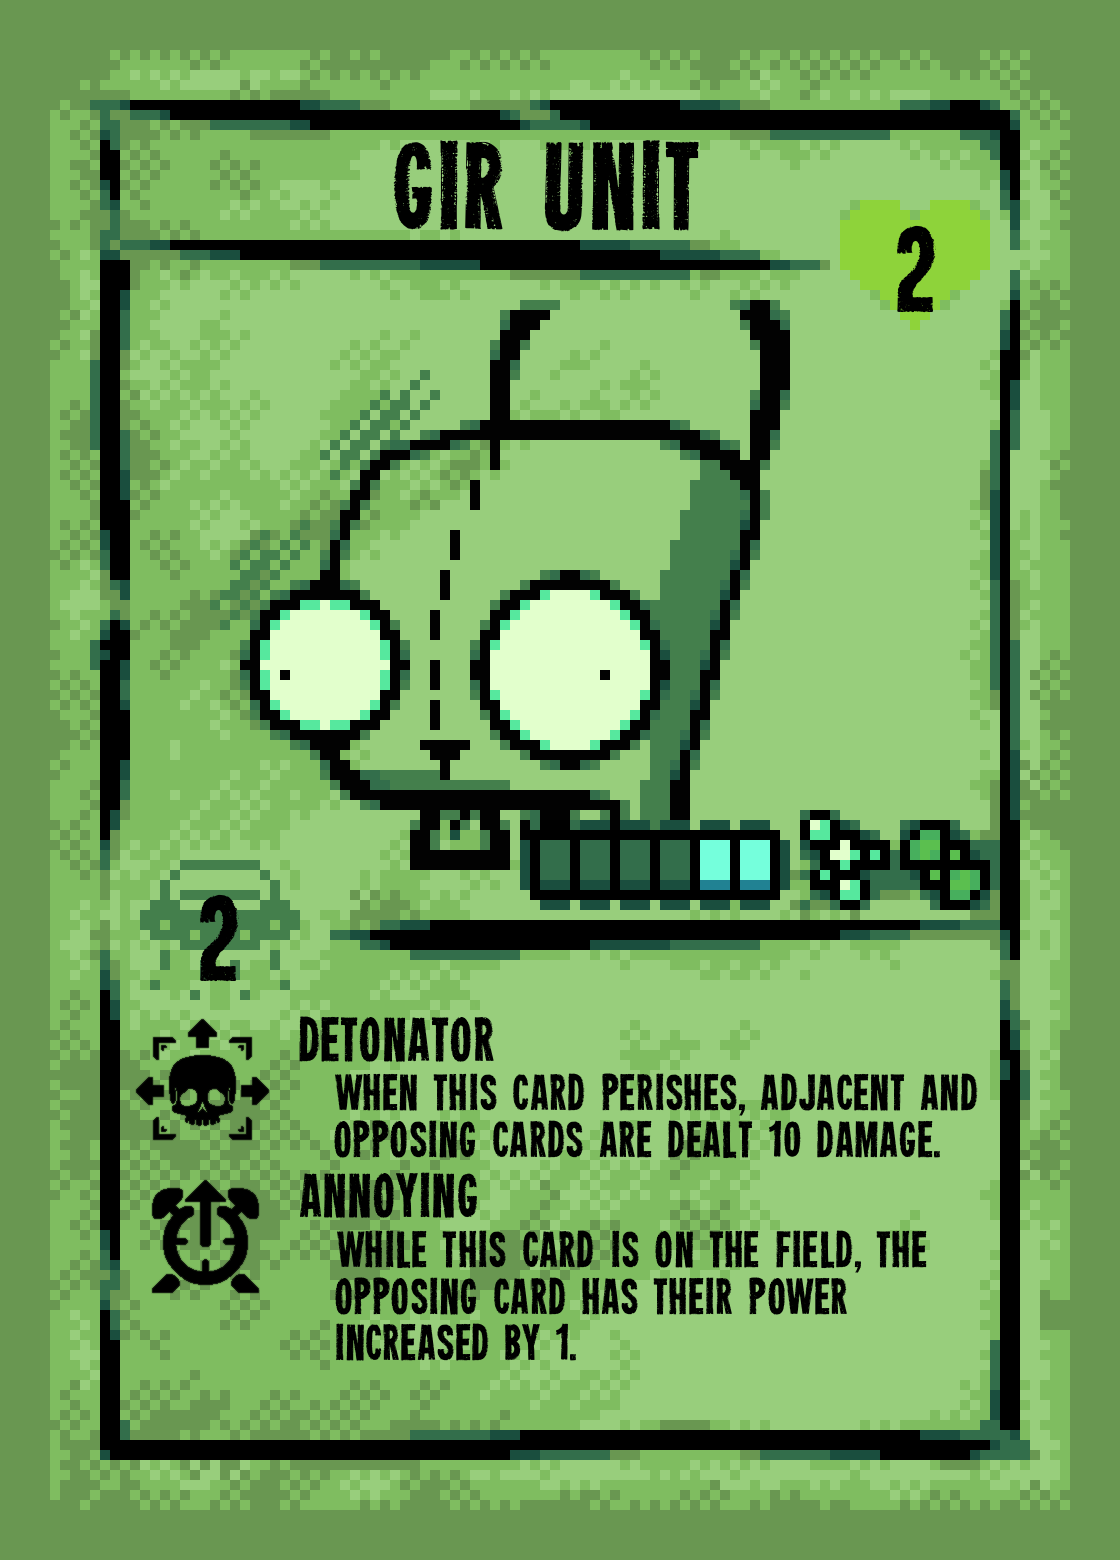 GIR UNIT
2
2
DETONATOR
WHEN THIS CARD PERISHES, ADJACENT AND
OPPOSING CARDS ARE DEALT 10 DAMAGE.
ANNOYING
WHILE THIS CARD IS ON THE FIELD, THE
OPPOSING CARD HAS THEIR POWER
INCREASED BY 1.